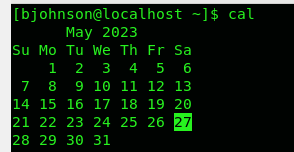 [bjohnson@localhost ~]$ cal
      May 2023
Su Mo Tu We Th Fr Sa
    1  2  3  4  5  6
 7  8  9 10 11 12 13
14 15 16 17 18 19 20
21 22 23 24 25 26 27
28 29 30 31